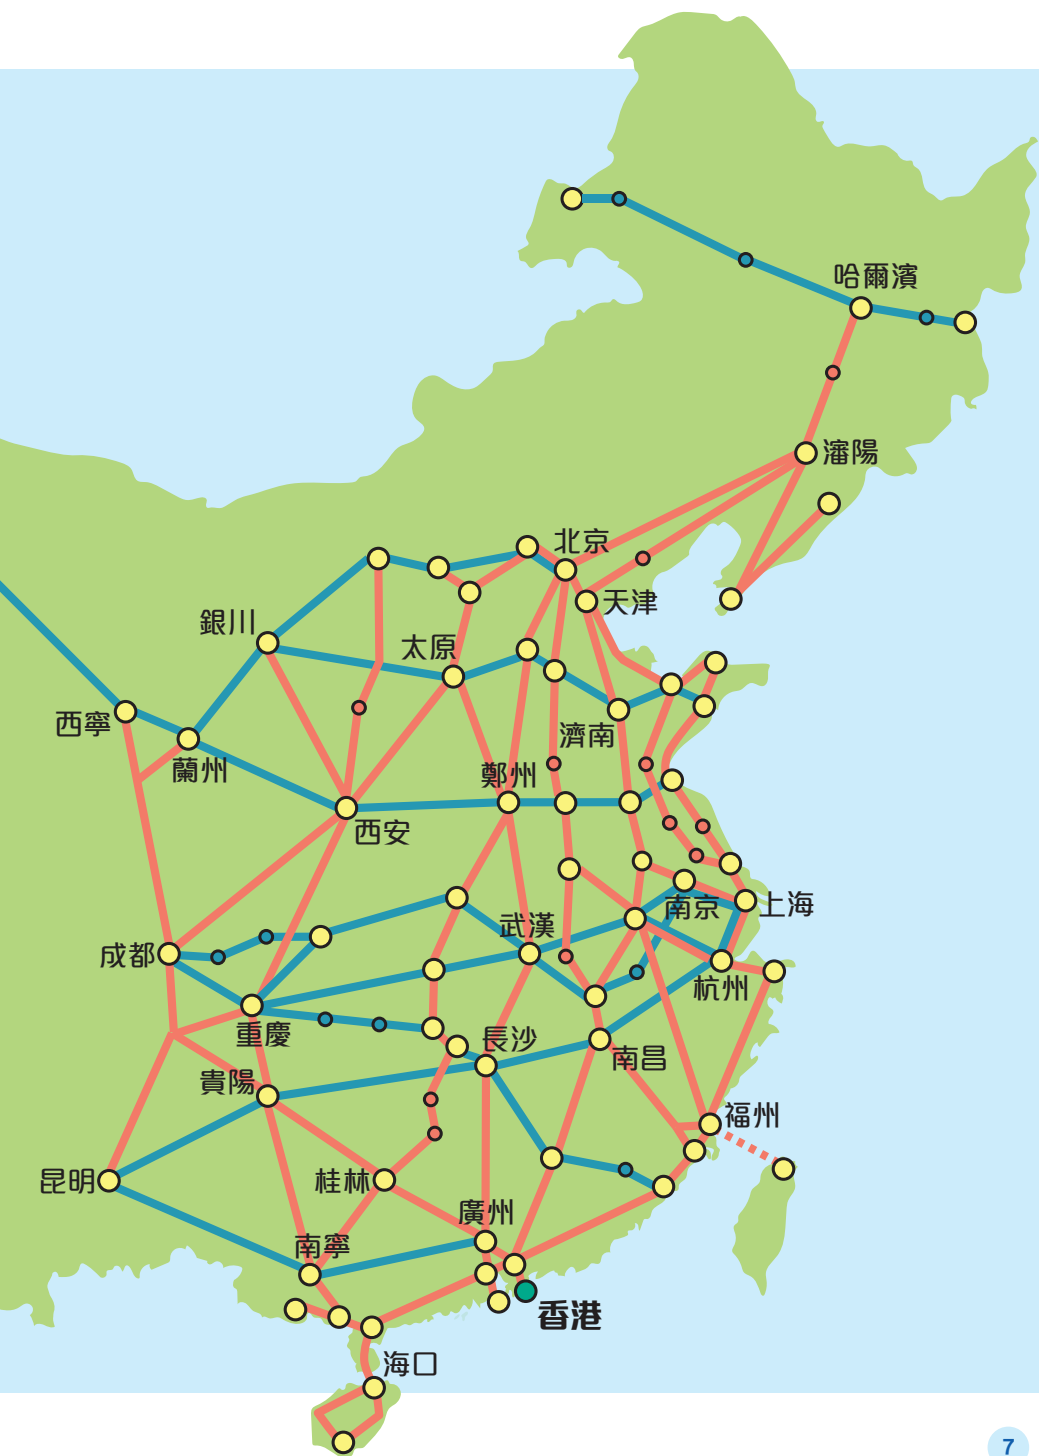 哈爾濱
瀋陽
北京
天津
銀川
太原
西寧
濟南
蘭州
鄭州
西安
南京
上海
武漢
成都
杭州
重慶
長沙
南昌
貴陽
福州
昆明
桂林
廣州
南寧
香港
海口
7